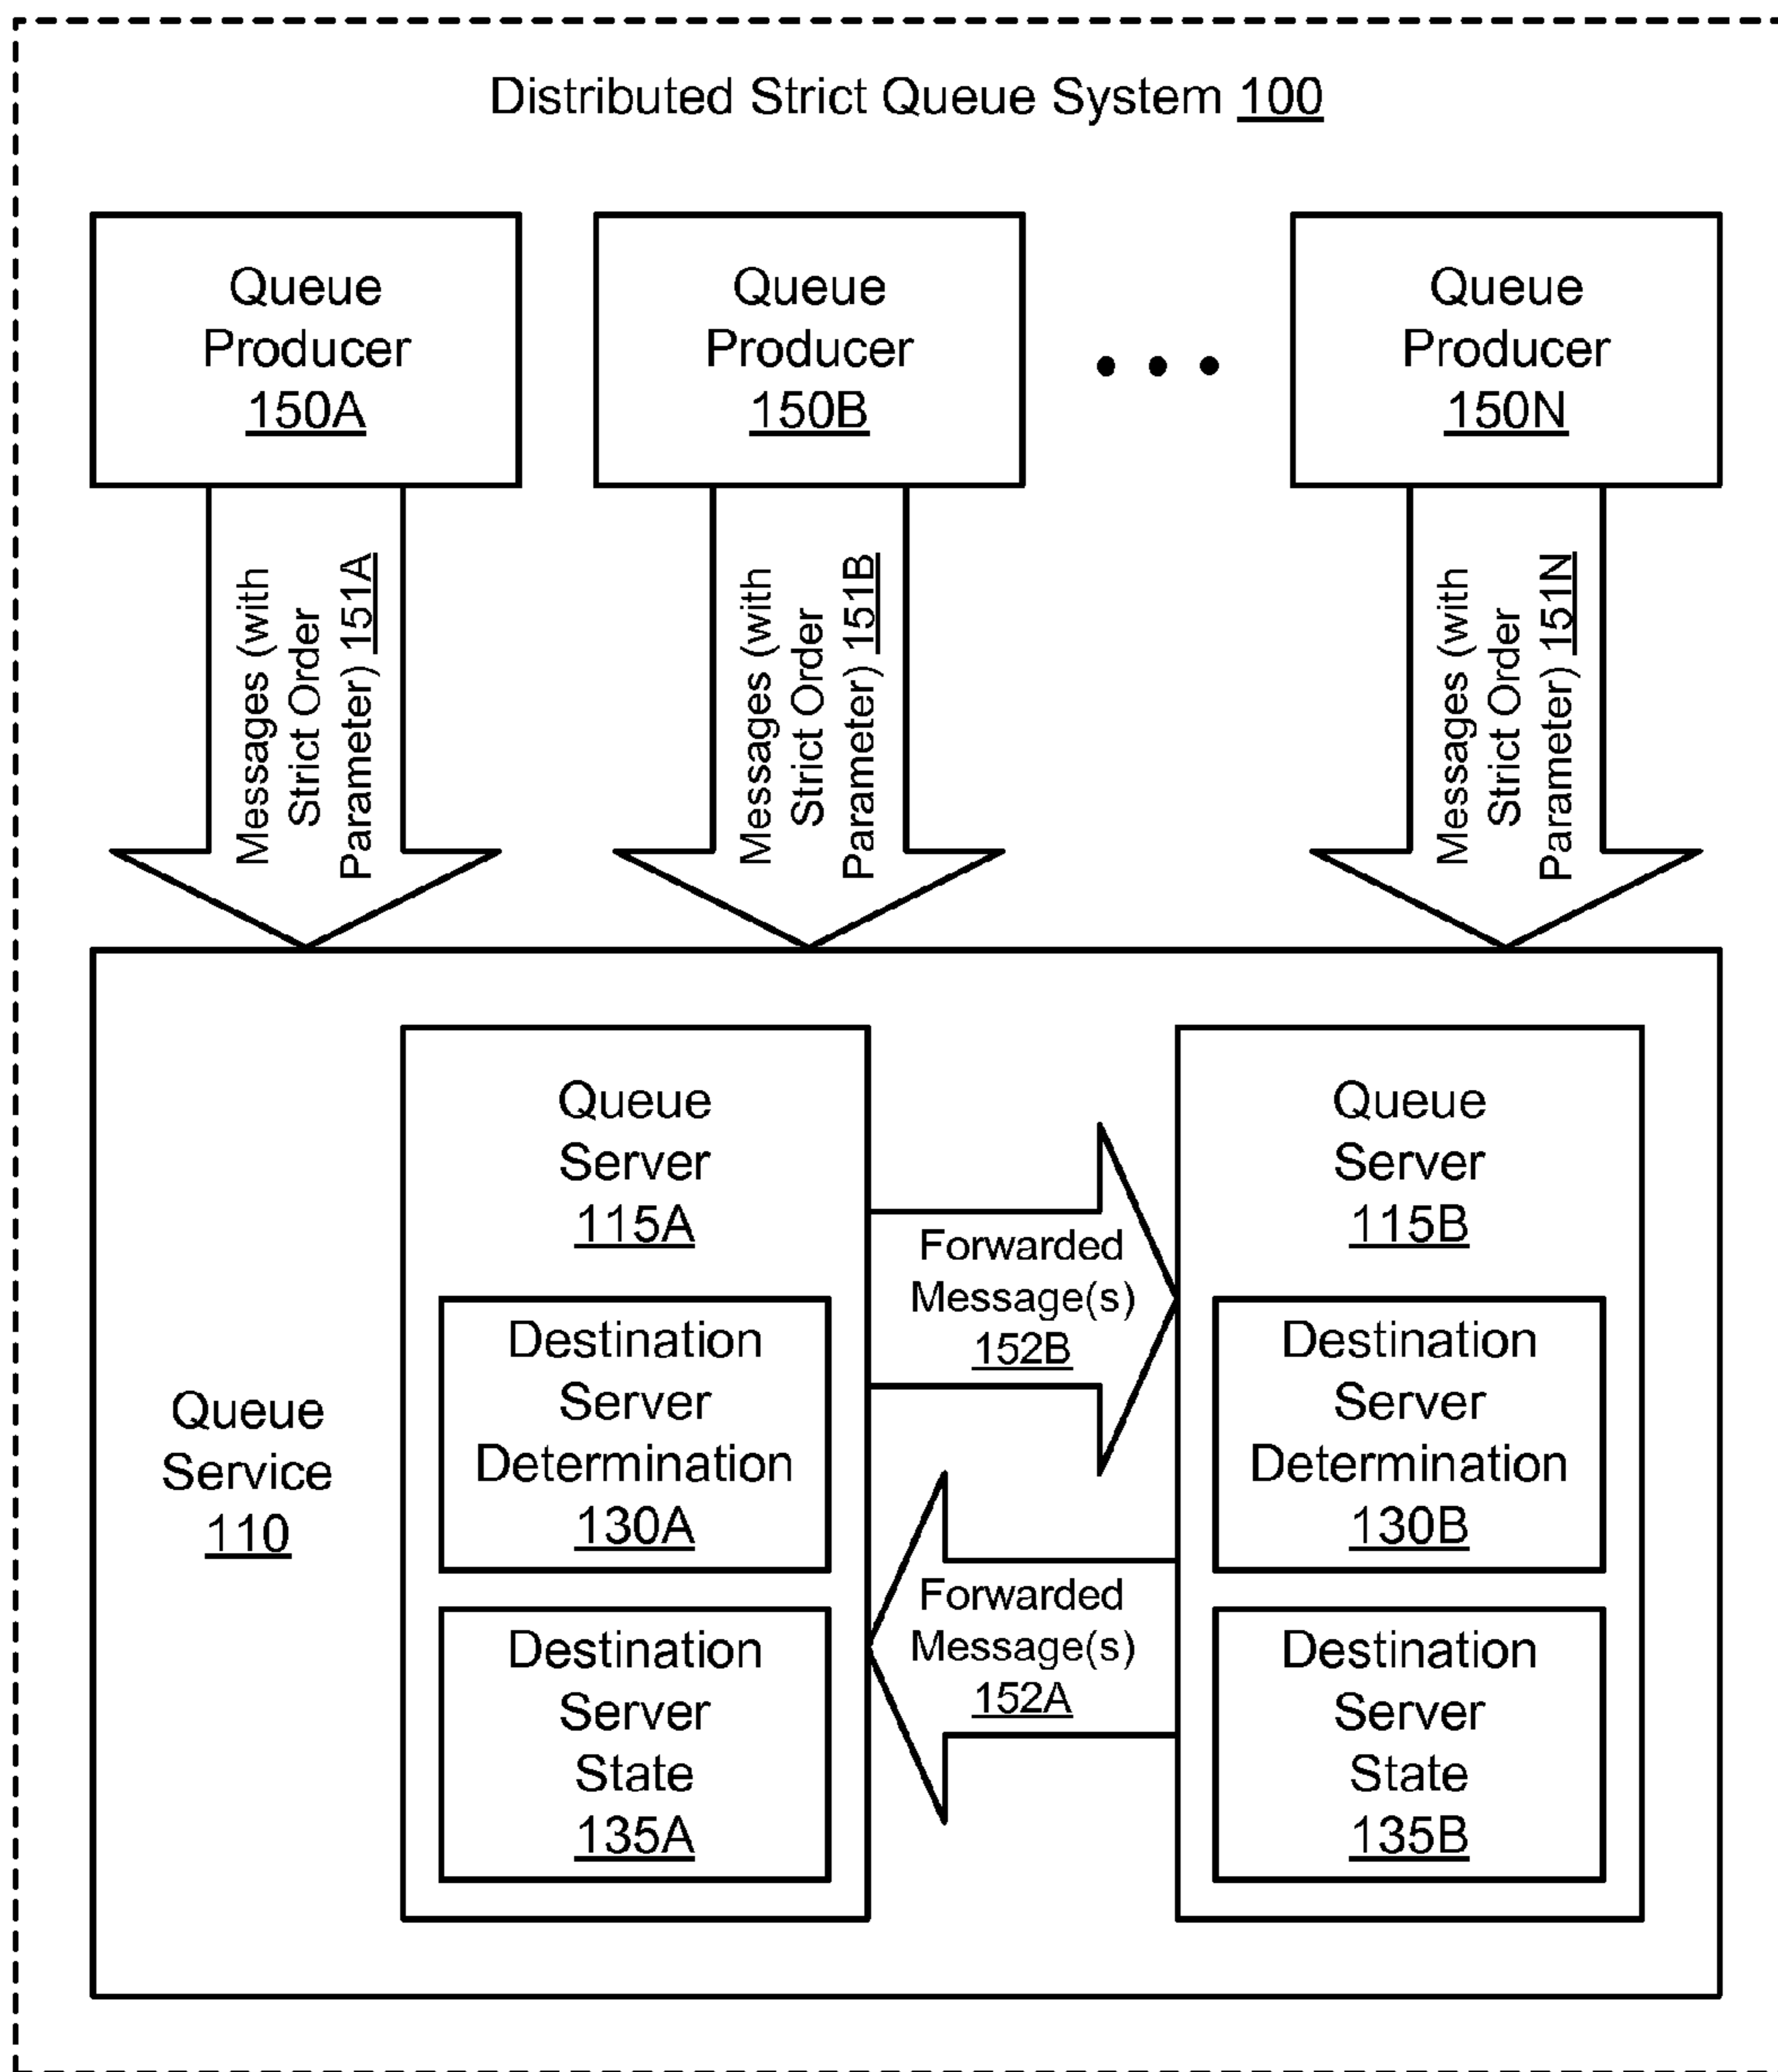 Distributed Strict Queue System 100
Queue
Producer
150A
Queue
Producer
150B
Queue
Producer
150N
Messages (with
Strict Order
Parameter) 151A
Messages (with
Strict Order
Parameter) 151B
Messages (with
Strict Order
Parameter) 151N
Queue
Service
110
Queue
Server
115A
Destination
Server
Determination
130A
Destination
Server
State
135A
Forwarded
Message(s)
152B
Forwarded
Message(s)
152A
Queue
Server
115B
Destination
Server
Determination
130B
Destination
Server
State
135B